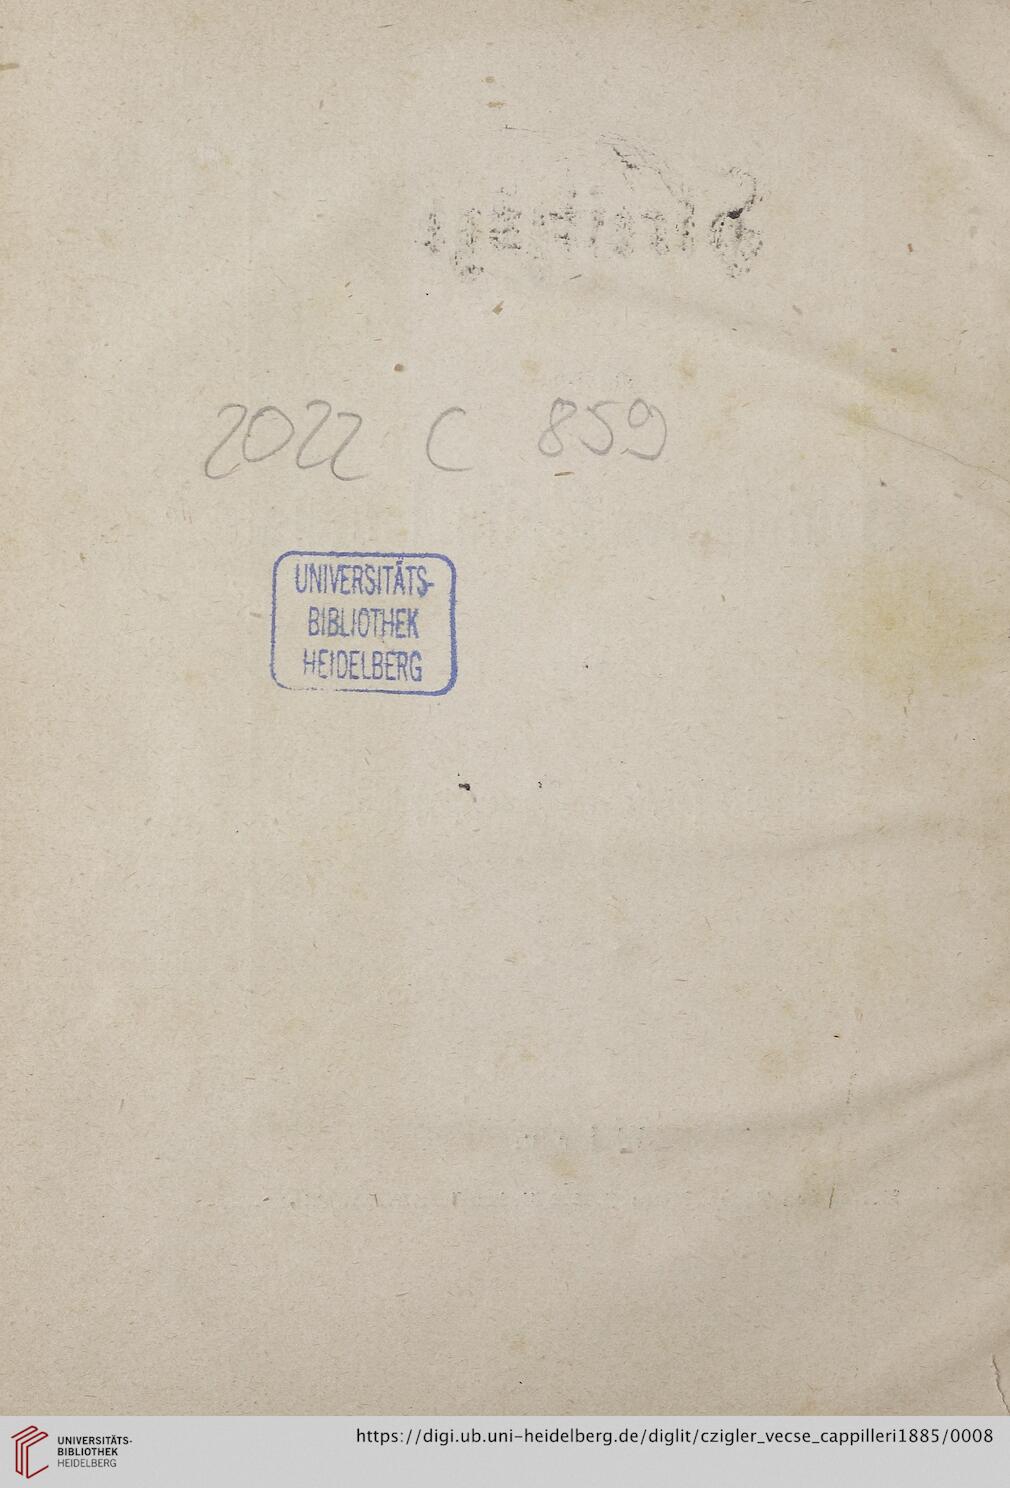 2022 C 859
UNIVERSITÄTS-
BIBLIOTHEK
HEIDELBERG
https://digi.ub.uni-heidelberg.de/diglit/czigler_vecse_cappilleri1885/0008
UNIVERSITÄTS-
BIBLIOTHEK
HEIDELBERG